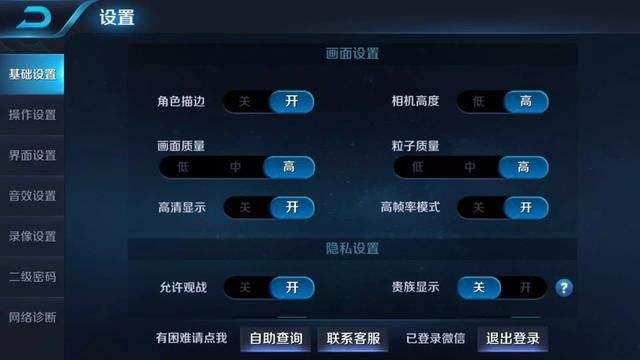 设置
基础设置
操作设置
界面设置
音效设置
录像设置
二级密码
网络诊断
画面设置
角色描边 关 开 相机高度 低 高
画面质量 粒子质量
低 中 高 低 中 高
高清显示 关 开 高帧率模式 关 开
隐私设置
允许观战 关 开 贵族显示 关 开 ?
有困难请点我 自助查询 联系客服 已登录微信 退出登录